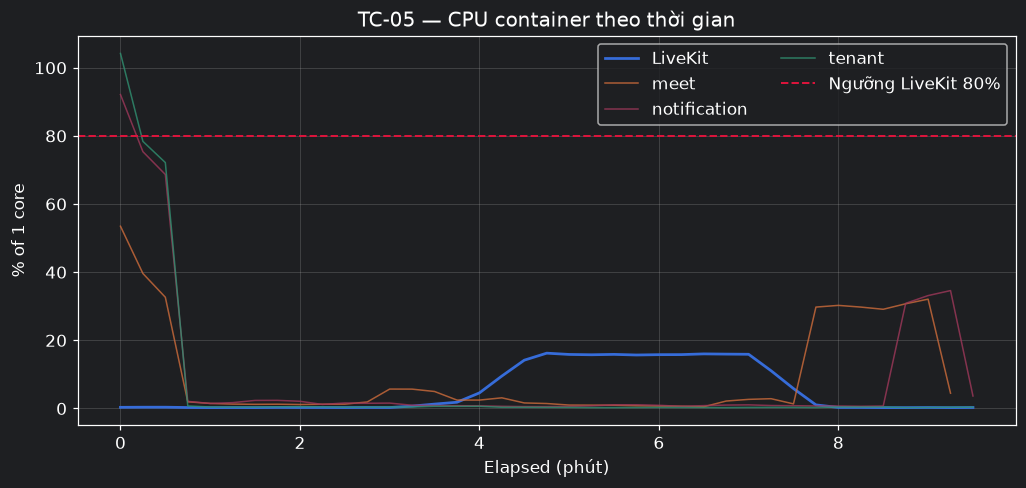 TC-05 — CPU container theo thời gian
LiveKit
meet
notification
tenant
Ngưỡng LiveKit 80%
% of 1 core
100
80
60
40
20
0
0
2
4
6
8
Elapsed (phút)